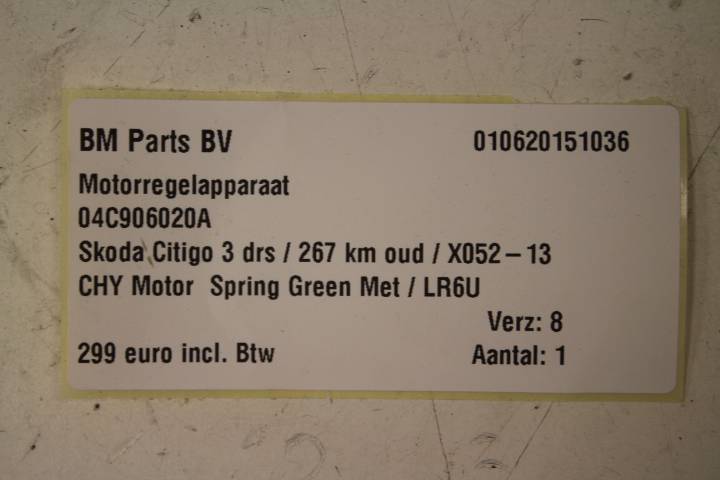 BM Parts BV 010620151036
Motorregelapparaat
04C906020A
Skoda Citigo 3 drs / 267 km oud / X052-13
CHY Motor Spring Green Met / LR6U
Verz: 8
299 euro incl. Btw Aantal: 1